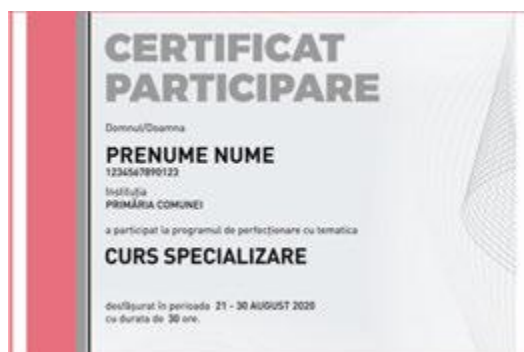 CERTIFICAT
PARTICIPARE
Domnul/Doamna
PRENUME NUME
1234567890123
Instituția
PRIMĂRIA COMUNEI
a participat la programul de perfecționare cu tematica
CURS SPECIALIZARE
desfășurat în perioada 21 - 30 AUGUST 2020
cu durata de 30 ore.